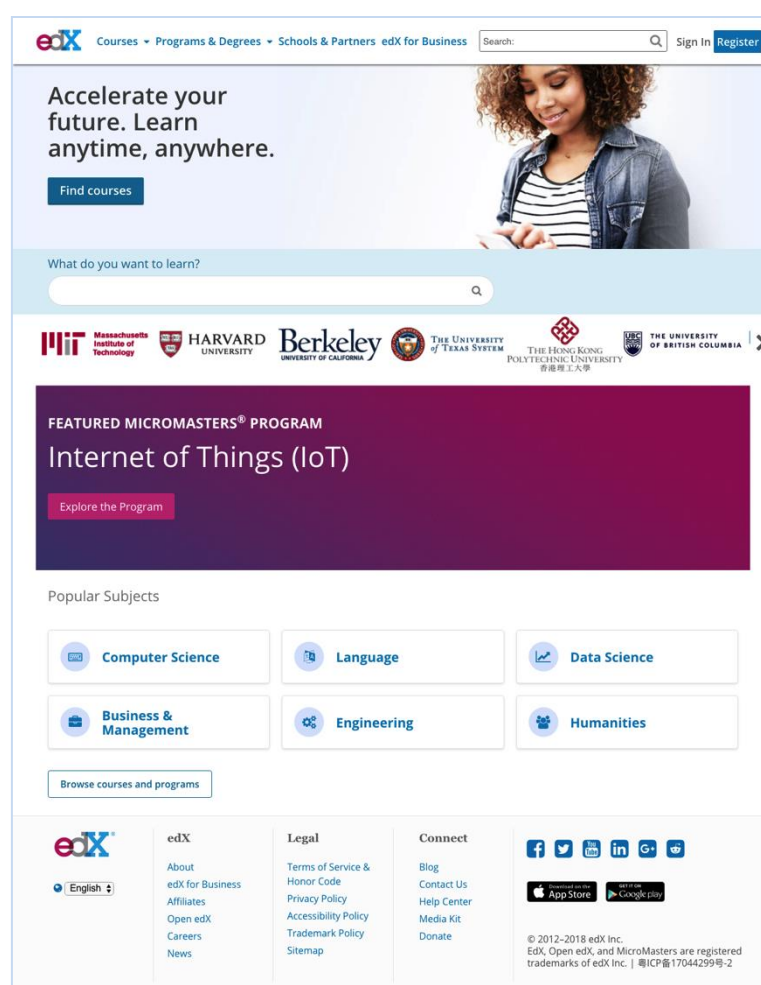 edX Courses Programs & Degrees Schools & Partners edX for Business Search: Sign In Register
Accelerate your
future. Learn
anytime, anywhere.
Find courses
What do you want to learn?
Massachusetts
Institute of
Technology
HARVARD
UNIVERSITY
Berkeley
UNIVERSITY OF CALIFORNIA
THE UNIVERSITY
of TEXAS SYSTEM
THE HONG KONG
POLYTECHNIC UNIVERSITY
香港理工大學
UBC
THE UNIVERSITY
OF BRITISH COLUMBIA
FEATURED MICROMASTERS® PROGRAM
Internet of Things (IoT)
Explore the Program
Popular Subjects
Computer Science
Language
Data Science
Business &
Management
Engineering
Humanities
Browse courses and programs
edX®
English
edX
About
edX for Business
Affiliates
Open edX
Careers
News
Legal
Terms of Service &
Honor Code
Privacy Policy
Accessibility Policy
Trademark Policy
Sitemap
Connect
Blog
Contact Us
Help Center
Media Kit
Donate
Download on the
App Store
GET IT ON
Google play
© 2012–2018 edX Inc.
EdX, Open edX, and MicroMasters are registered
trademarks of edX Inc. | 粤ICP备17044299号-2